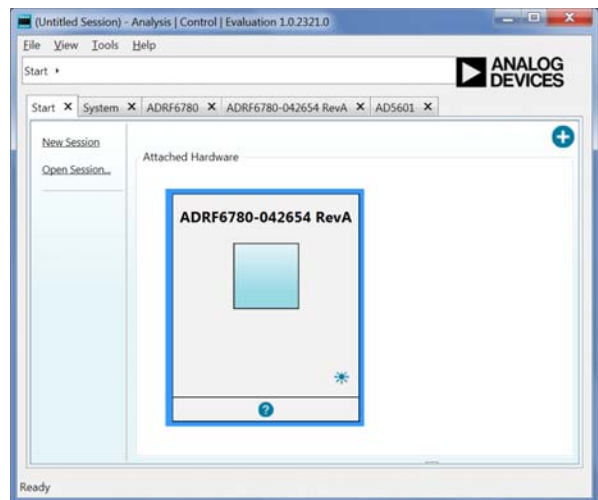 (Untitled Session) - Analysis | Control | Evaluation 1.0.2321.0
File View Tools Help
Start
ANALOG
DEVICES
Start System ADRF6780 ADRF6780-042654 RevA AD5601
New Session
Open Session...
Attached Hardware
ADRF6780-042654 RevA
?
Ready